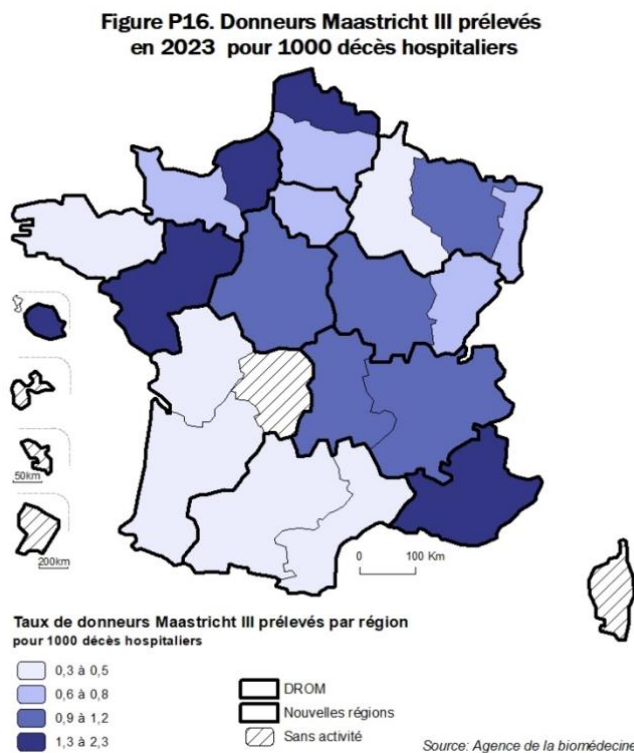 Figure P16. Donneurs Maastricht III prélevés
en 2023 pour 1000 décès hospitaliers
50km
200km
0 100 Km
Taux de donneurs Maastricht III prélevés par région
pour 1000 décès hospitaliers
0,3 à 0,5
0,6 à 0,8
0,9 à 1,2
1,3 à 2,3
DROM
Nouvelles régions
Sans activité
Source: Agence de la biomédecine